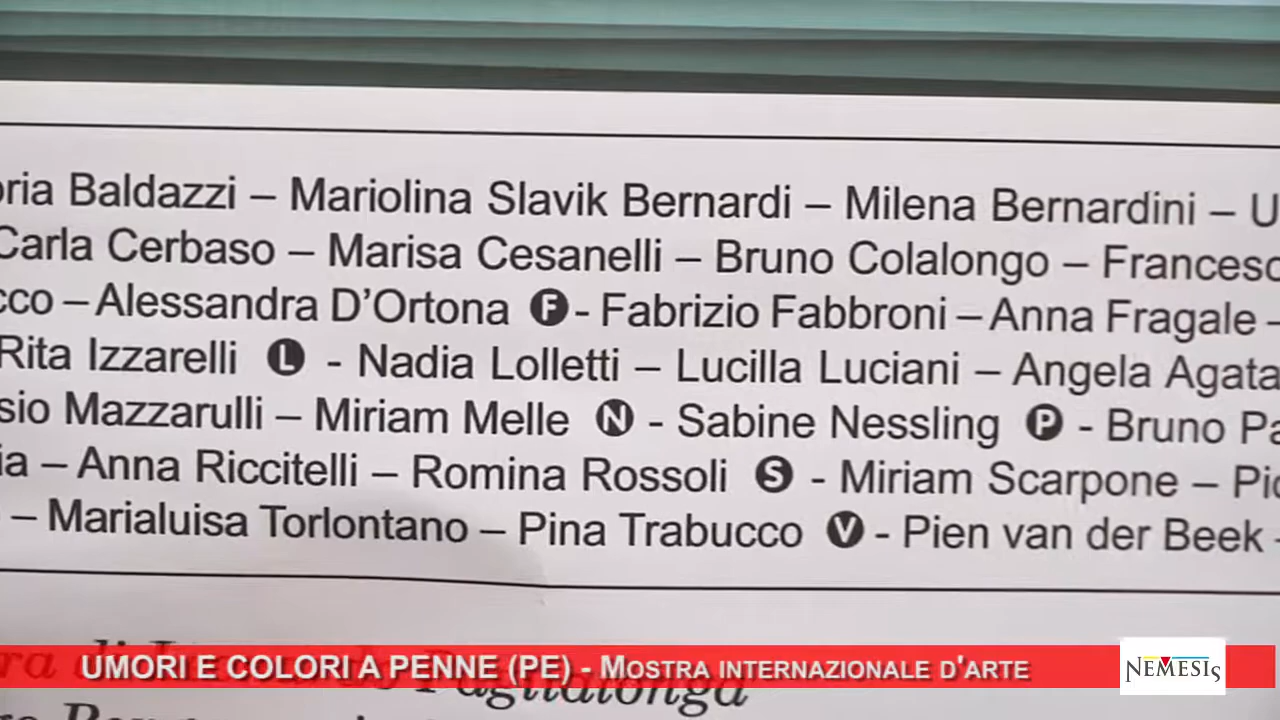 oria Baldazzi – Mariolina Slavik Bernardi – Milena Bernardini – U
Carla Cerbaso – Marisa Cesanelli – Bruno Colalongo – Francesc
cco – Alessandra D'Ortona F - Fabrizio Fabbroni – Anna Fragale –
Rita Izzarelli L - Nadia Lolletti – Lucilla Luciani – Angela Agata
sio Mazzarulli – Miriam Melle N - Sabine Nessling P - Bruno Pa
ia – Anna Riccitelli – Romina Rossoli S - Miriam Scarpone – Pi
– Marialuisa Torlontano – Pina Trabucco V - Pien van der Beek -
UMORI E COLORI A PENNE (PE) - MOSTRA INTERNAZIONALE D'ARTE
NEMESIS